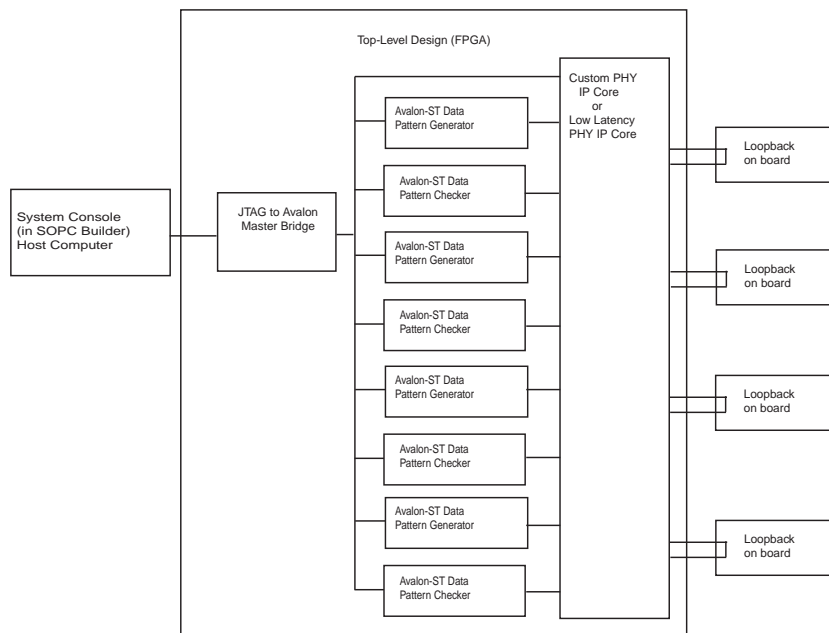 Top-Level Design (FPGA)
System Console
(in SOPC Builder)
Host Computer
JTAG to Avalon
Master Bridge
Avalon-ST Data
Pattern Generator
Avalon-ST Data
Pattern Checker
Avalon-ST Data
Pattern Generator
Avalon-ST Data
Pattern Checker
Avalon-ST Data
Pattern Generator
Avalon-ST Data
Pattern Checker
Avalon-ST Data
Pattern Generator
Avalon-ST Data
Pattern Checker
Custom PHY
IP Core
or
Low Latency
PHY IP Core
Loopback
on board
Loopback
on board
Loopback
on board
Loopback
on board